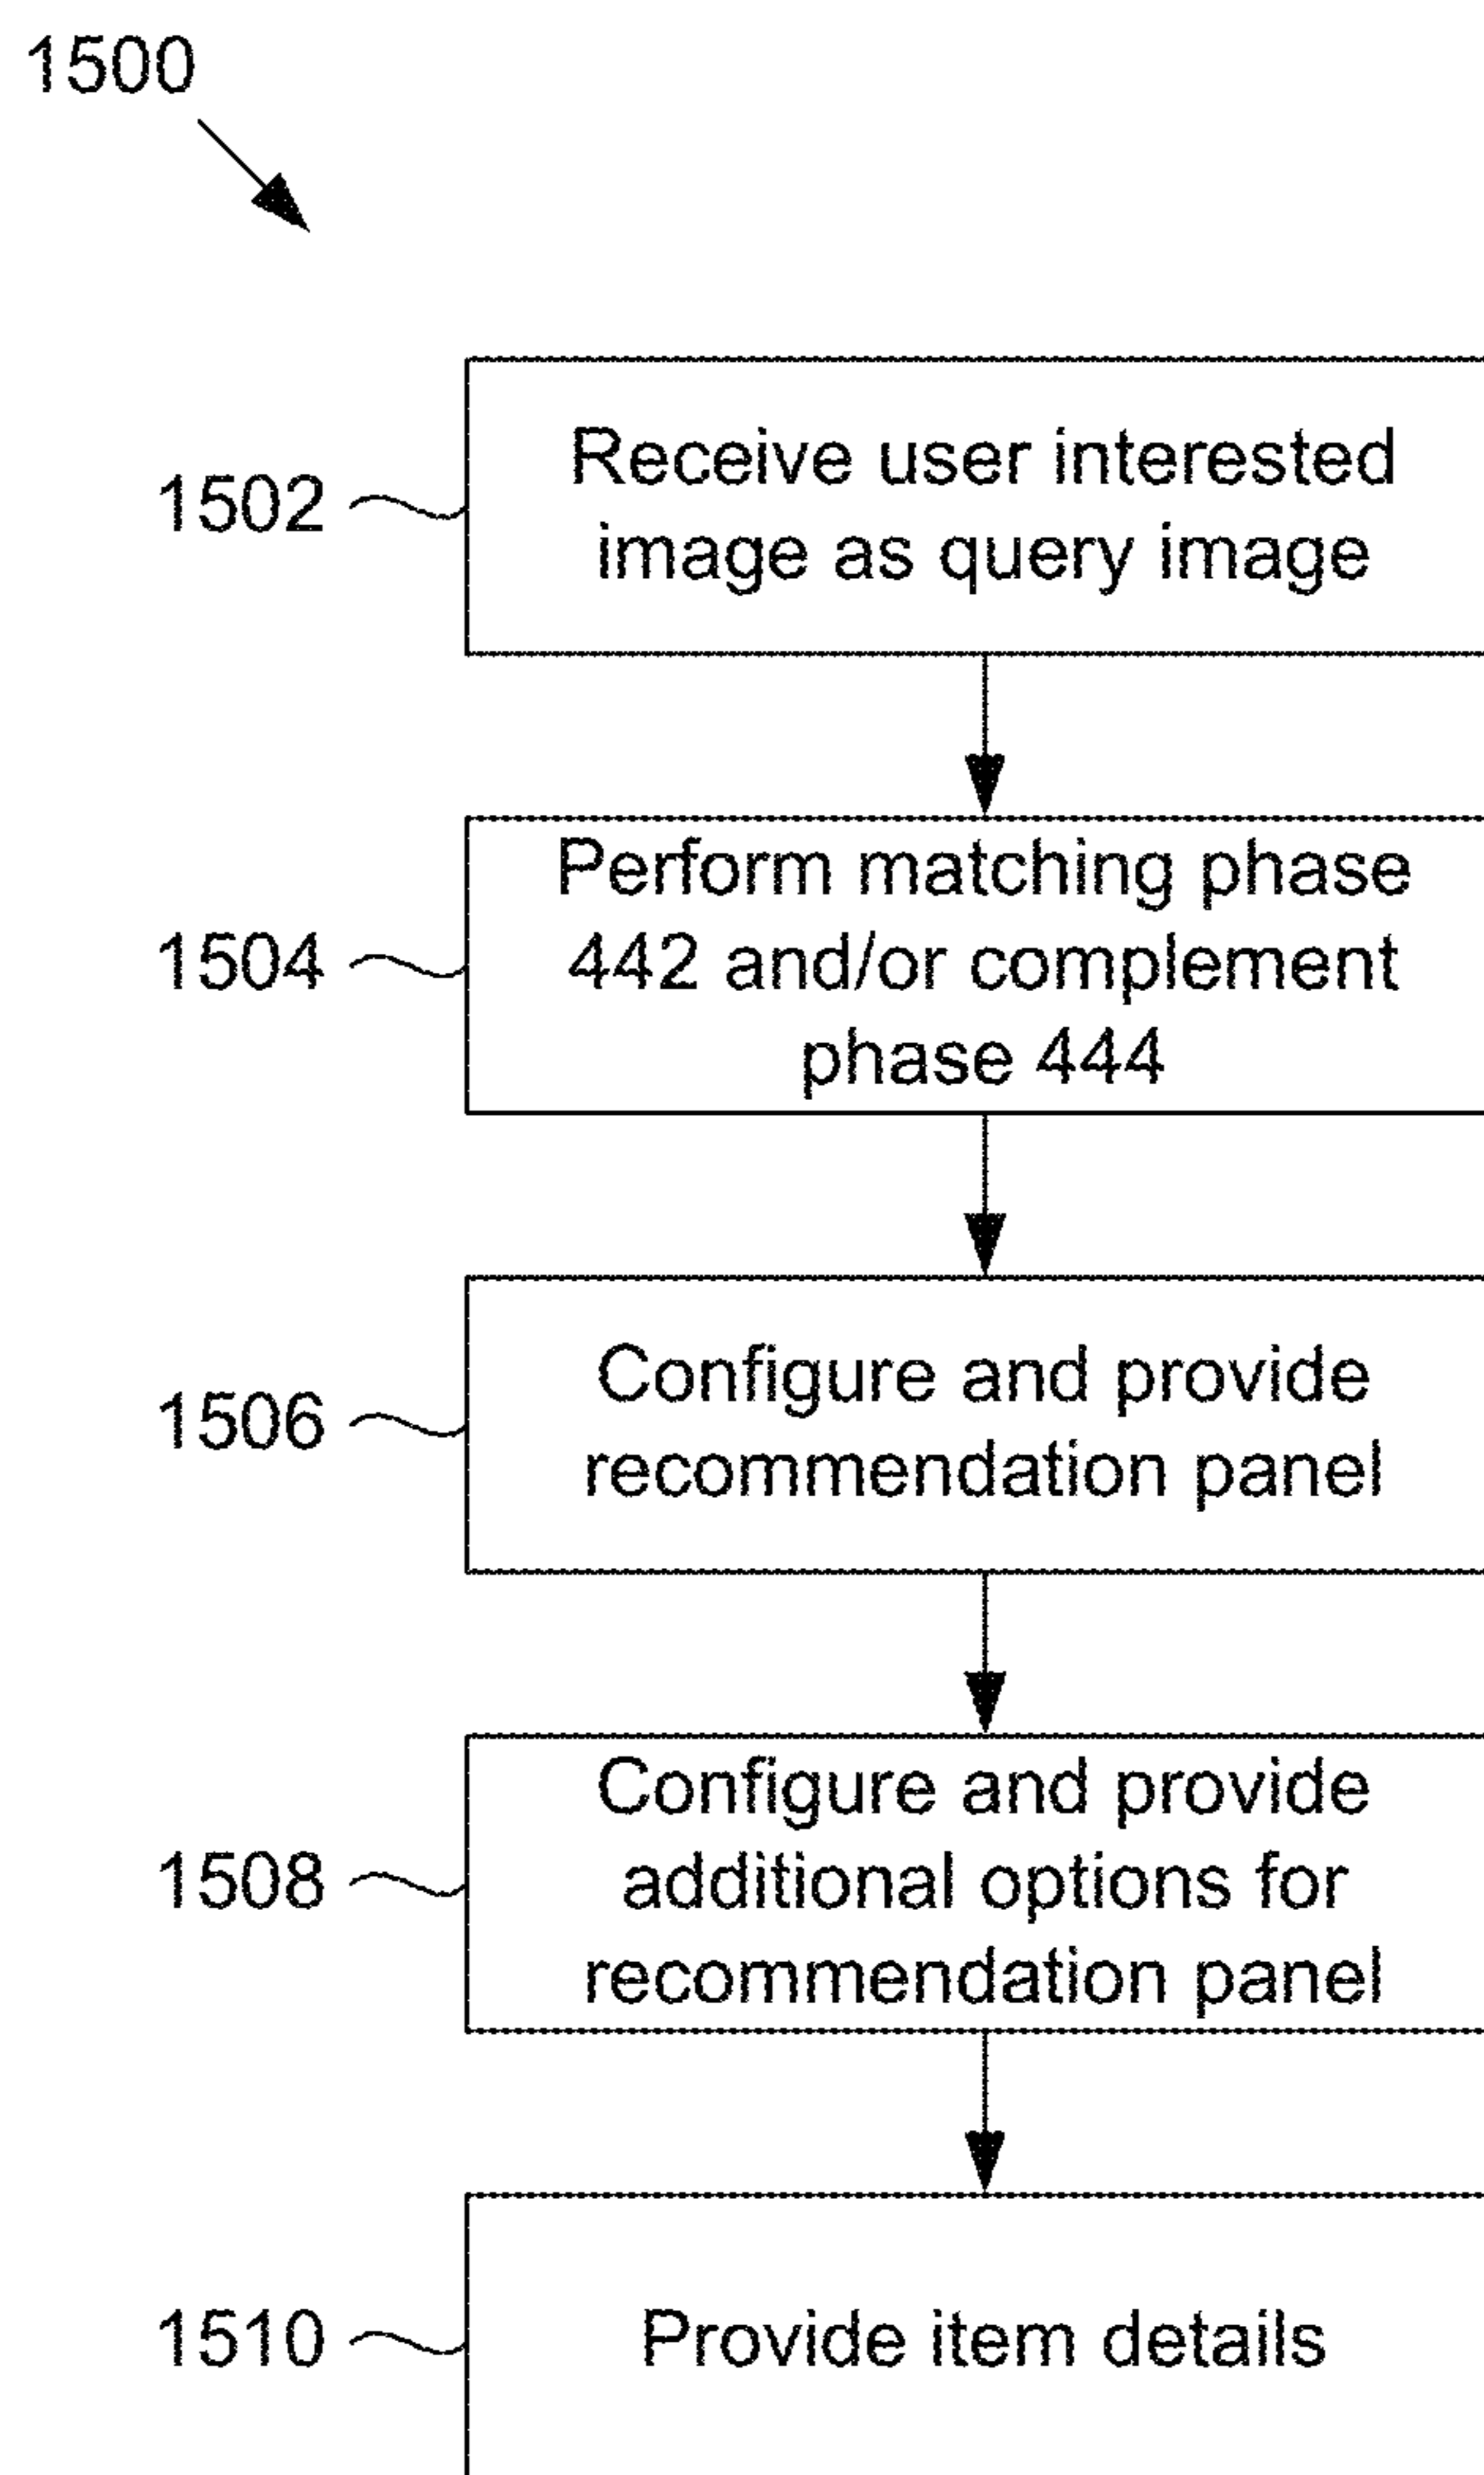 1500
1502
Receive user interested
image as query image
1504
Perform matching phase
442 and/or complement
phase 444
1506
Configure and provide
recommendation panel
1508
Configure and provide
additional options for
recommendation panel
1510
Provide item details